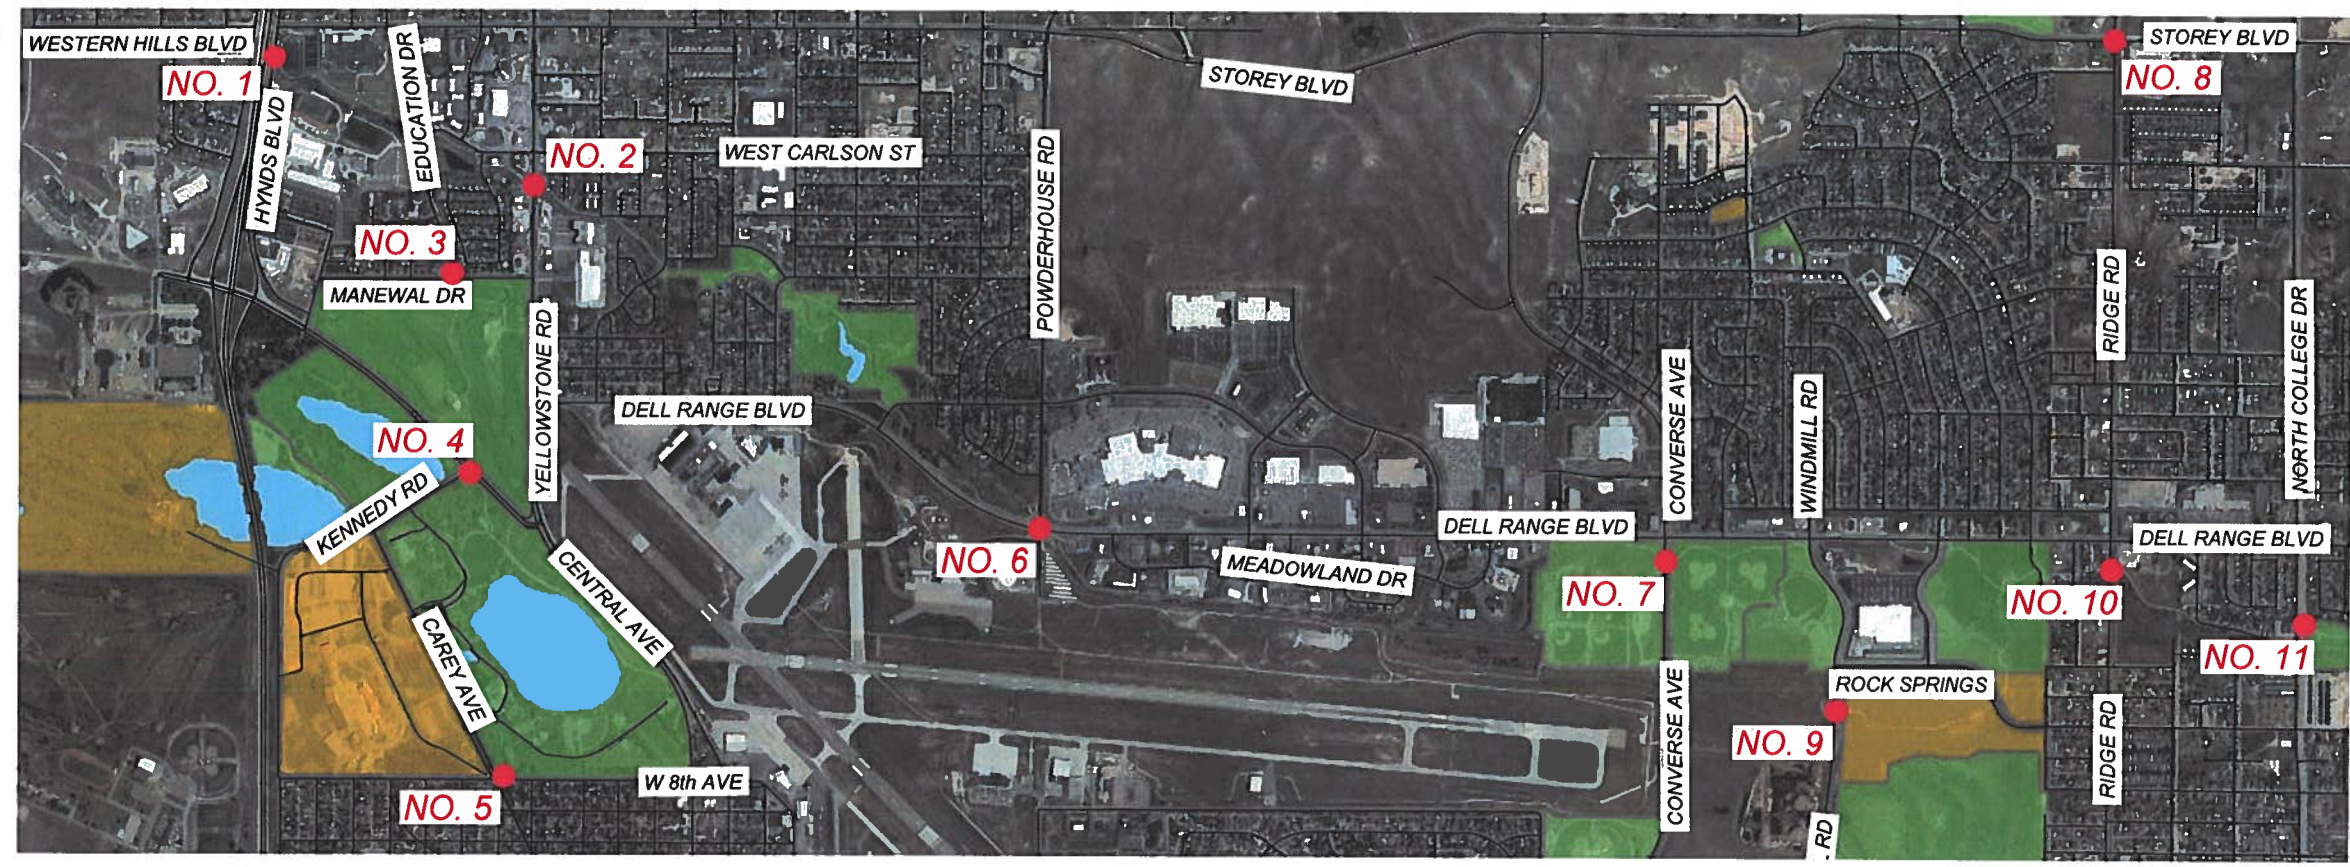 WESTERN HILLS BLVD
NO. 1
HYNDS BLVD
EDUCATION DR
NO. 2
WEST CARLSON ST
NO. 3
MANEWAL DR
YELLOWSTONE RD
DELL RANGE BLVD
NO. 4
KENNEDY RD
CENTRAL AVE
CAREY AVE
NO. 5
W 8th AVE
POWDERHOUSE RD
STOREY BLVD
NO. 6
MEADOWLAND DR
DELL RANGE BLVD
CONVERSE AVE
WINDMILL RD
NO. 7
CONVERSE AVE
ROCK SPRINGS
NO. 9
RD
STOREY BLVD
NO. 8
RIDGE RD
NORTH COLLEGE DR
DELL RANGE BLVD
NO. 10
NO. 11
RIDGE RD